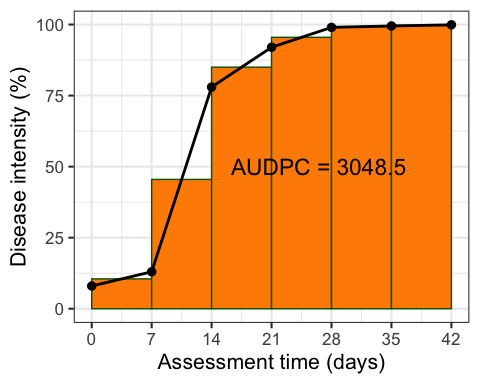 100
75
50
25
0
Disease intensity (%)
AUDPC = 3048.5
0 7 14 21 28 35 42
Assessment time (days)